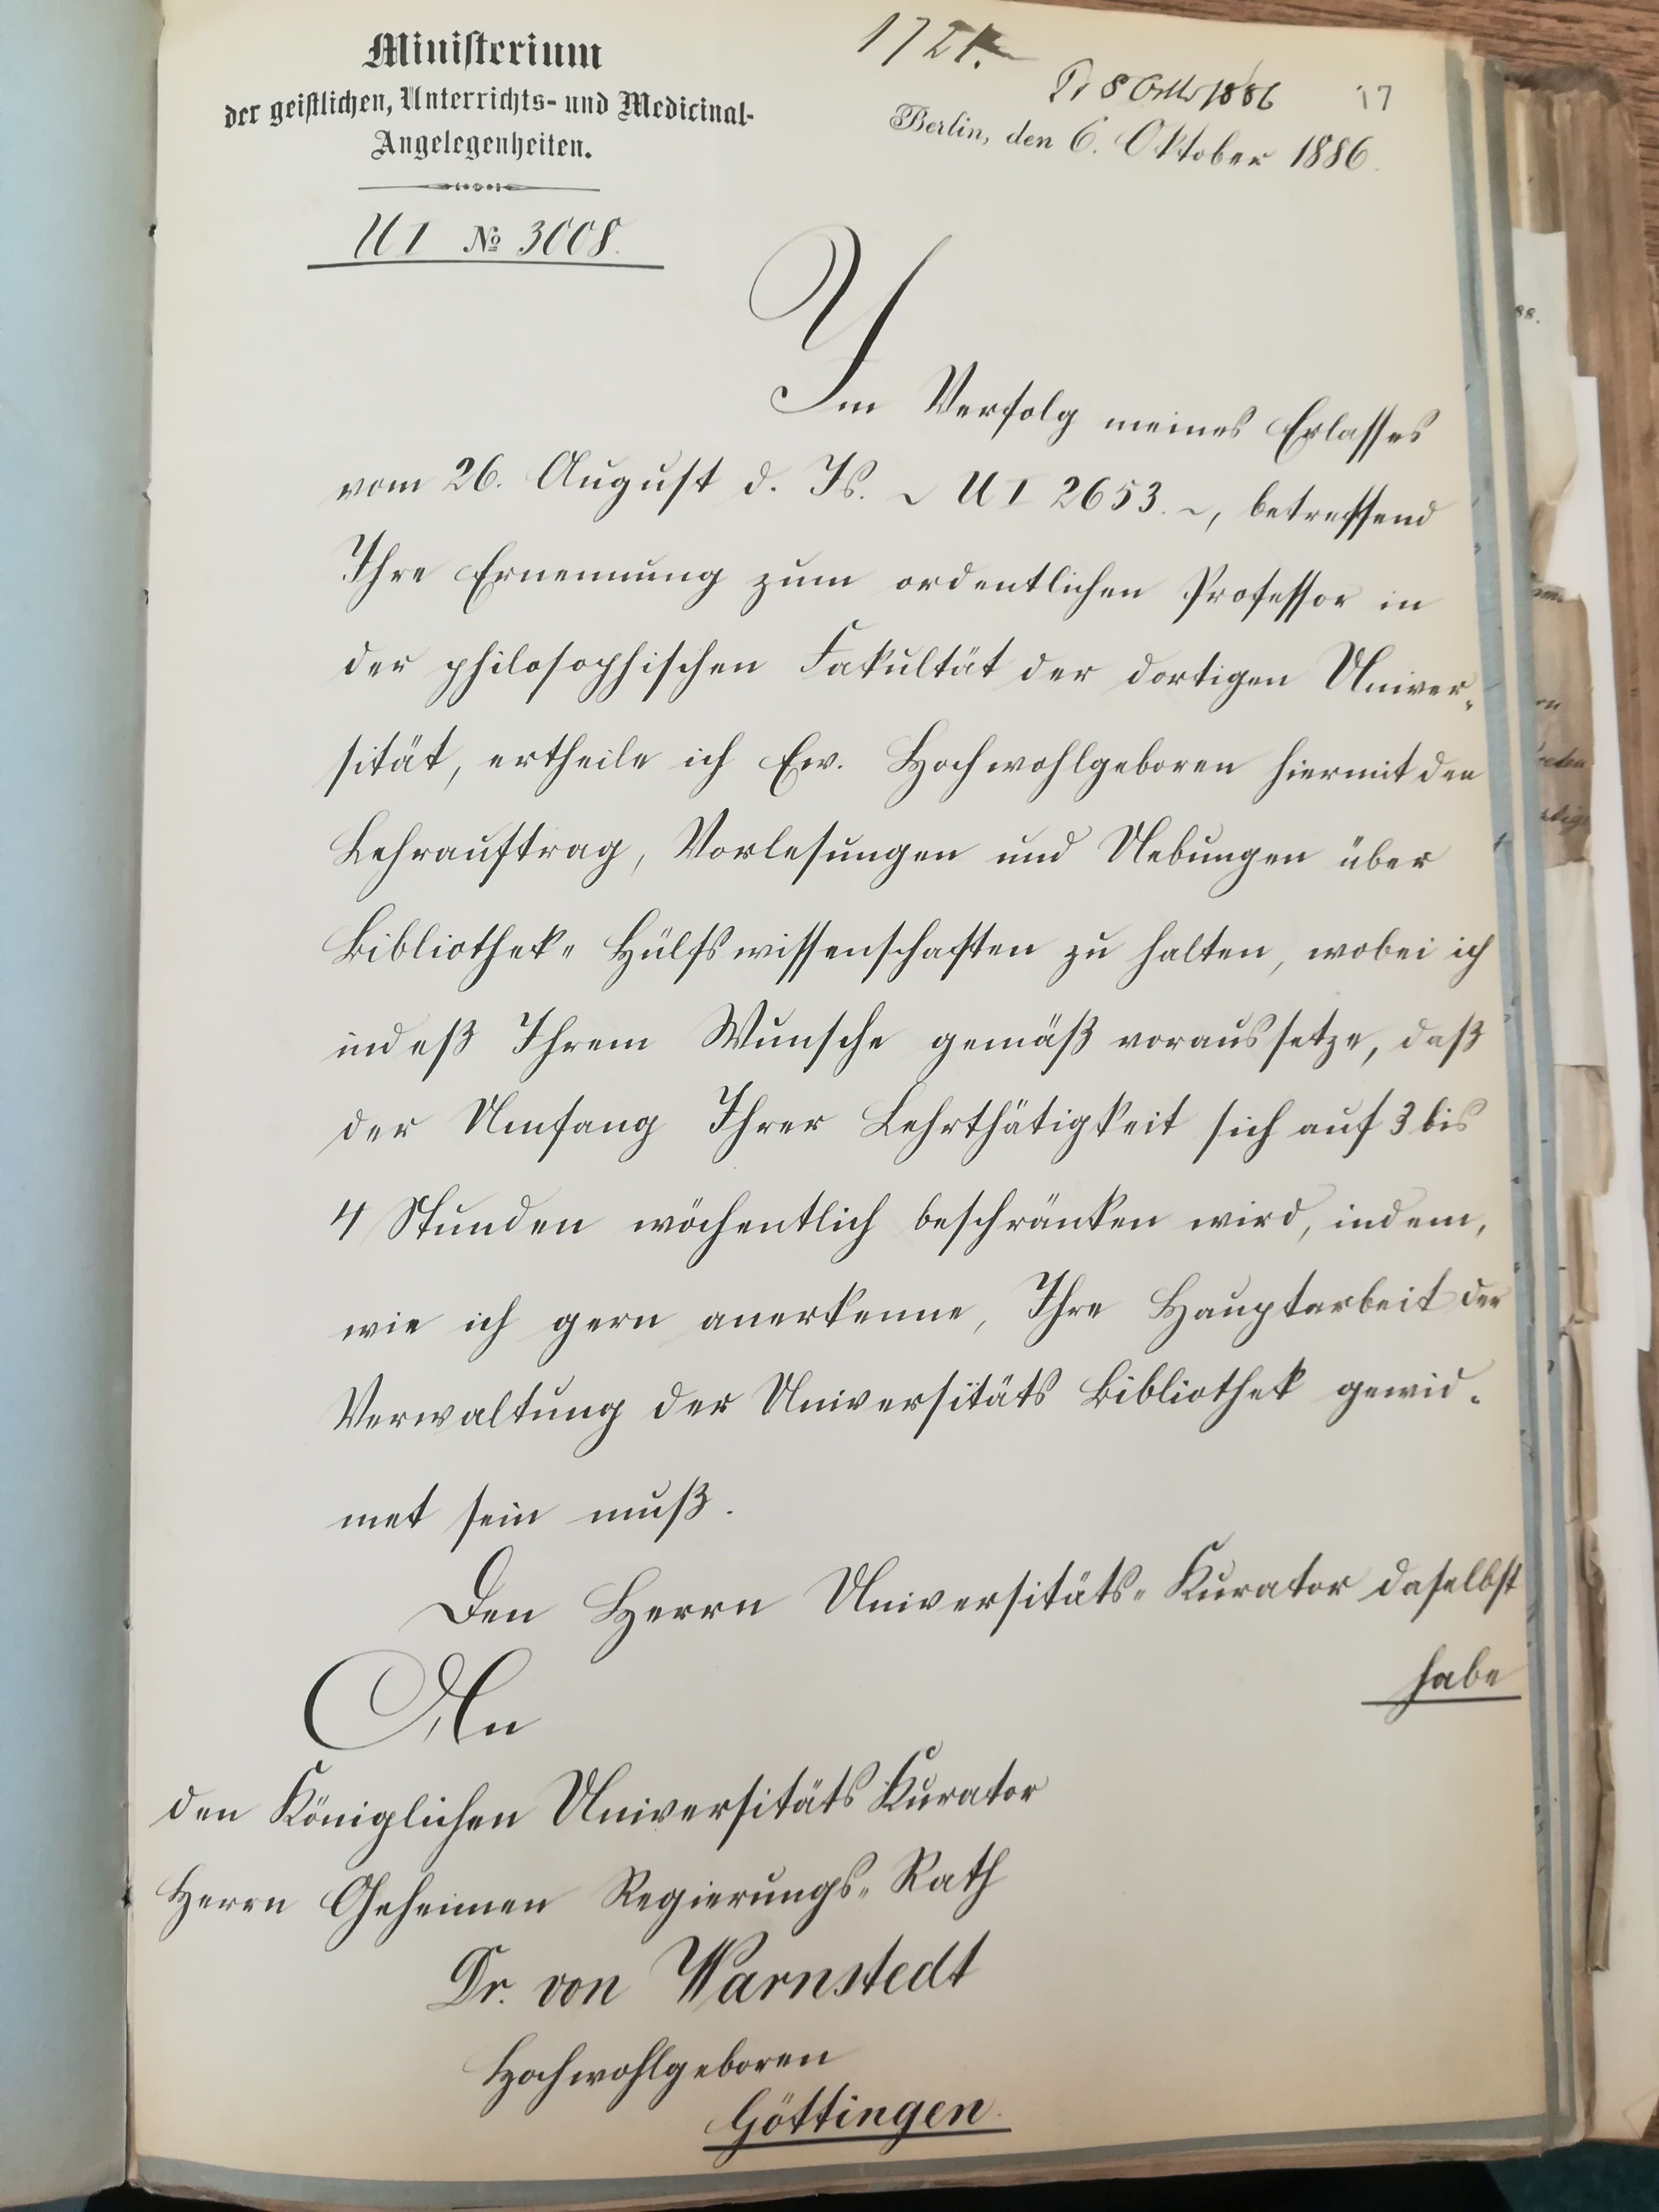 Ministerium
der geistlichen, Unterrichts- und Medicinal-
Angelegenheiten.
U I № 3008.
8 1886
17
Berlin, den 6. Oktober 1886.
Im Verfolg meines Erlasses
vom 26. August d. Js. ~ U I 2653. ~, betreffend
Ihre Ernennung zum ordentlichen Professor in
der philosophischen Fakultät der dortigen Univer-
sität, ertheile ich Ew. Hochwohlgeboren hiermit den
Lehrauftrag, Vorlesungen und Uebungen über
Bibliothek- Hülfswissenschaften zu halten, wobei ich
indeß Ihrem Wunsche gemäß voraussetze, daß
der Umfang Ihrer Lehrthätigkeit sich auf 3 bis
4 Stunden wöchentlich beschränken wird, indem,
wie ich gern anerkenne, Ihre Hauptarbeit der
Verwaltung der Universitäts Bibliothek gewid-
met sein muß.
Den Herrn Universitäts-Kurator daselbst
habe
An
den Königlichen Universitäts Kurator
Herrn Geheimen Regierungs-Rath
Dr. von Warnstedt
Hochwohlgeboren
Göttingen.